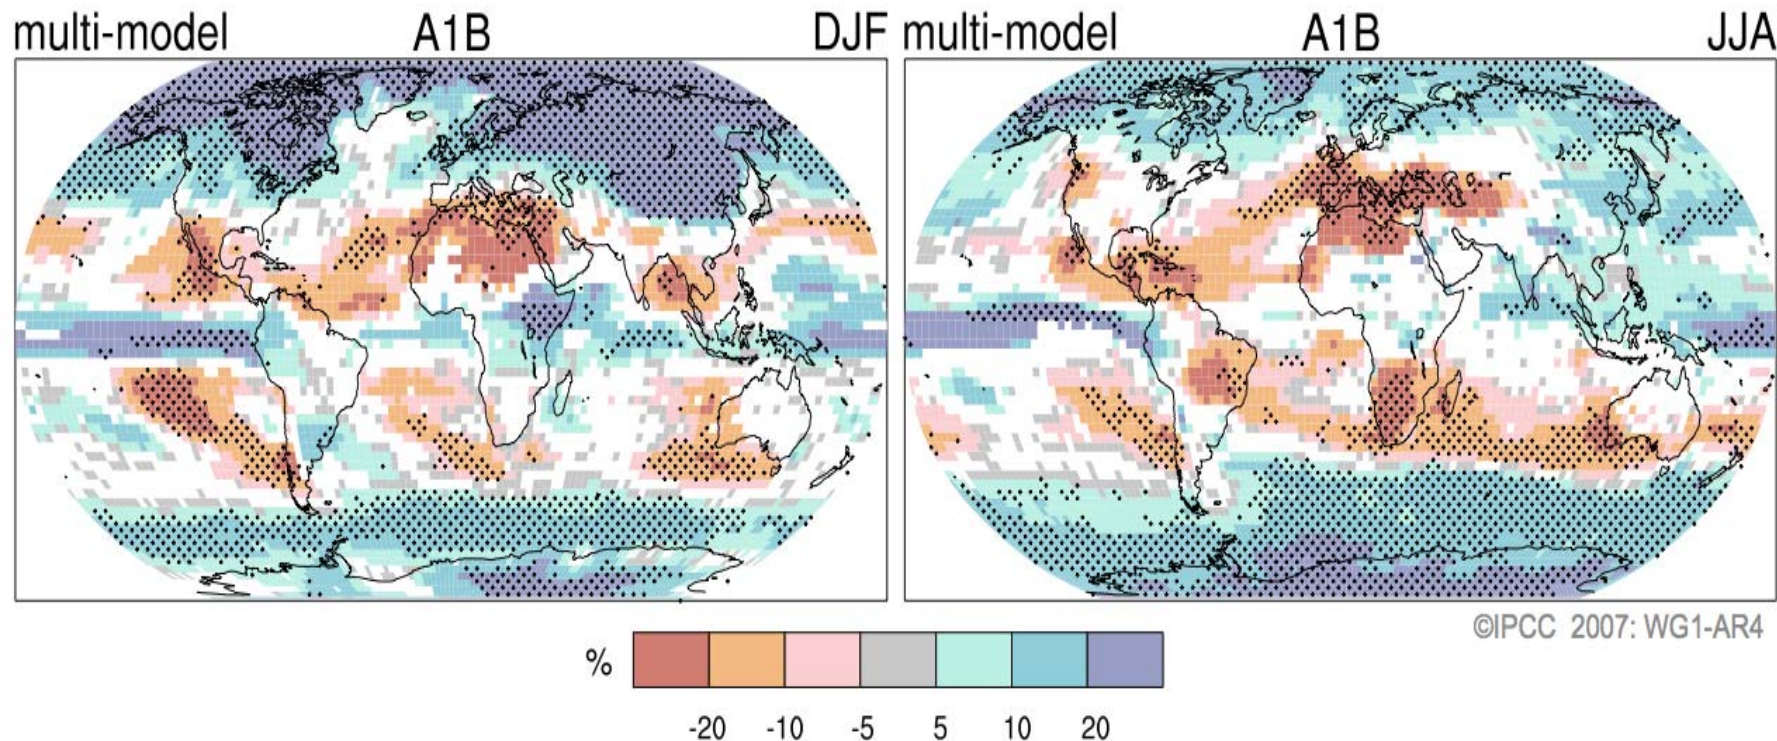 multi-model A1B DJF
multi-model A1B JJA
©IPCC 2007: WG1-AR4
%
-20 -10 -5 5 10 20